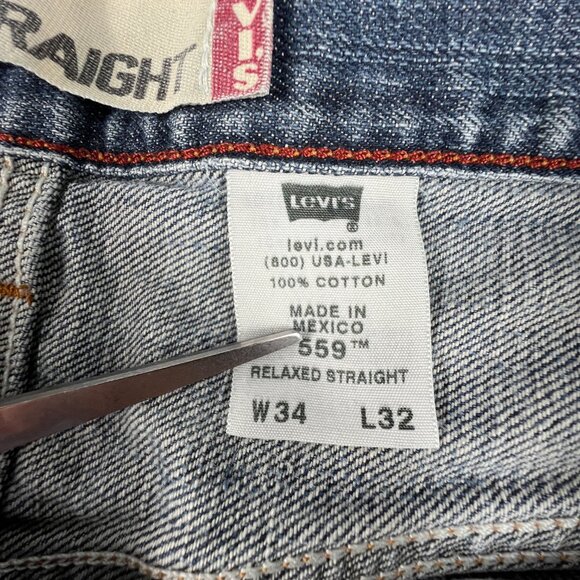 RAIGHT
VI'S
Levi's
®
levi.com
(800) USA-LEVI
100% COTTON
MADE IN
MEXICO
559™
RELAXED STRAIGHT
W34 L32